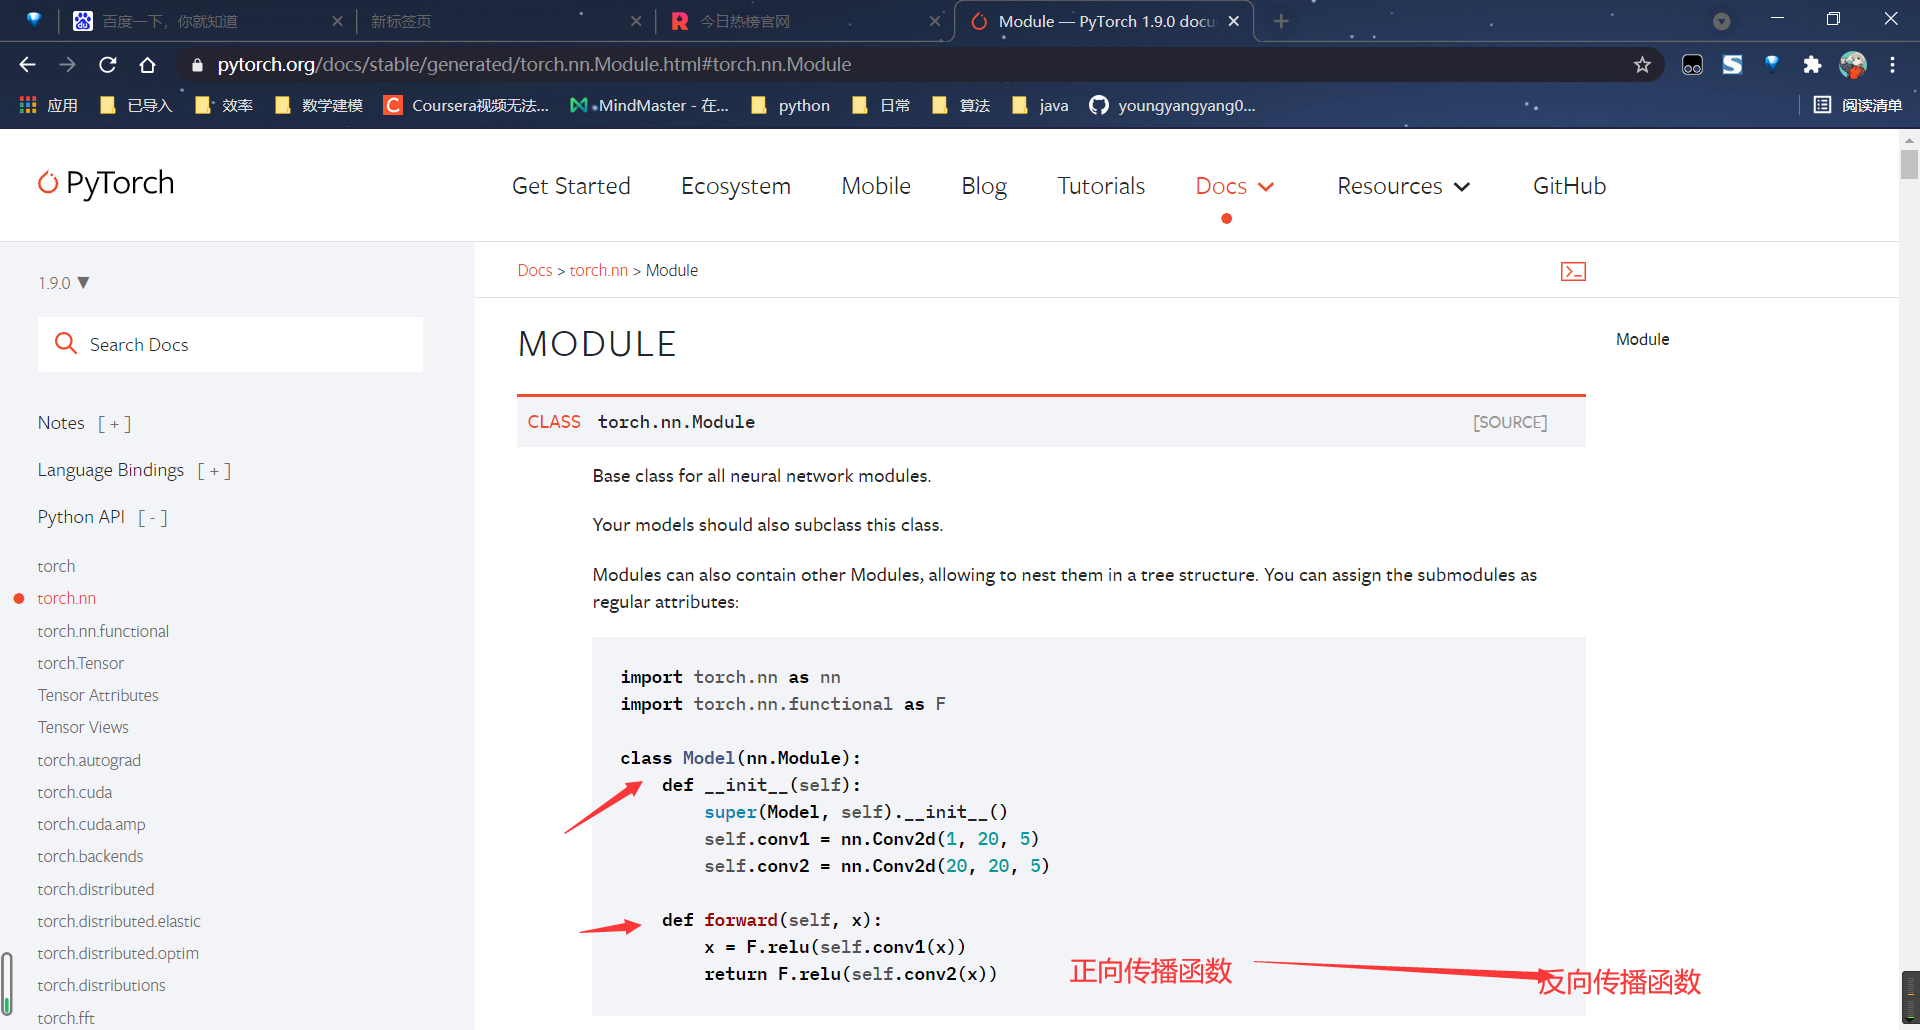 百度一下，你就知道
新标签页
今日热榜官网
Module — PyTorch 1.9.0 docu
pytorch.org/docs/stable/generated/torch.nn.Module.html#torch.nn.Module
应用
已导入
效率
数学建模
Coursera视频无法...
MindMaster - 在...
python
日常
算法
java
youngyangyang0...
阅读清单
PyTorch
Get Started
Ecosystem
Mobile
Blog
Tutorials
Docs
Resources
GitHub
1.9.0 ▼
Search Docs
Notes [ + ]
Language Bindings [ + ]
Python API [ - ]
torch
torch.nn
torch.nn.functional
torch.Tensor
Tensor Attributes
Tensor Views
torch.autograd
torch.cuda
torch.cuda.amp
torch.backends
torch.distributed
torch.distributed.elastic
torch.distributed.optim
torch.distributions
torch.fft
Docs > torch.nn > Module
MODULE
Module
CLASS torch.nn.Module
[SOURCE]
Base class for all neural network modules.
Your models should also subclass this class.
Modules can also contain other Modules, allowing to nest them in a tree structure. You can assign the submodules as
regular attributes:
import torch.nn as nn
import torch.nn.functional as F
class Model(nn.Module):
    def __init__(self):
        super(Model, self).__init__()
        self.conv1 = nn.Conv2d(1, 20, 5)
        self.conv2 = nn.Conv2d(20, 20, 5)
    def forward(self, x):
        x = F.relu(self.conv1(x))
        return F.relu(self.conv2(x))
正向传播函数
反向传播函数